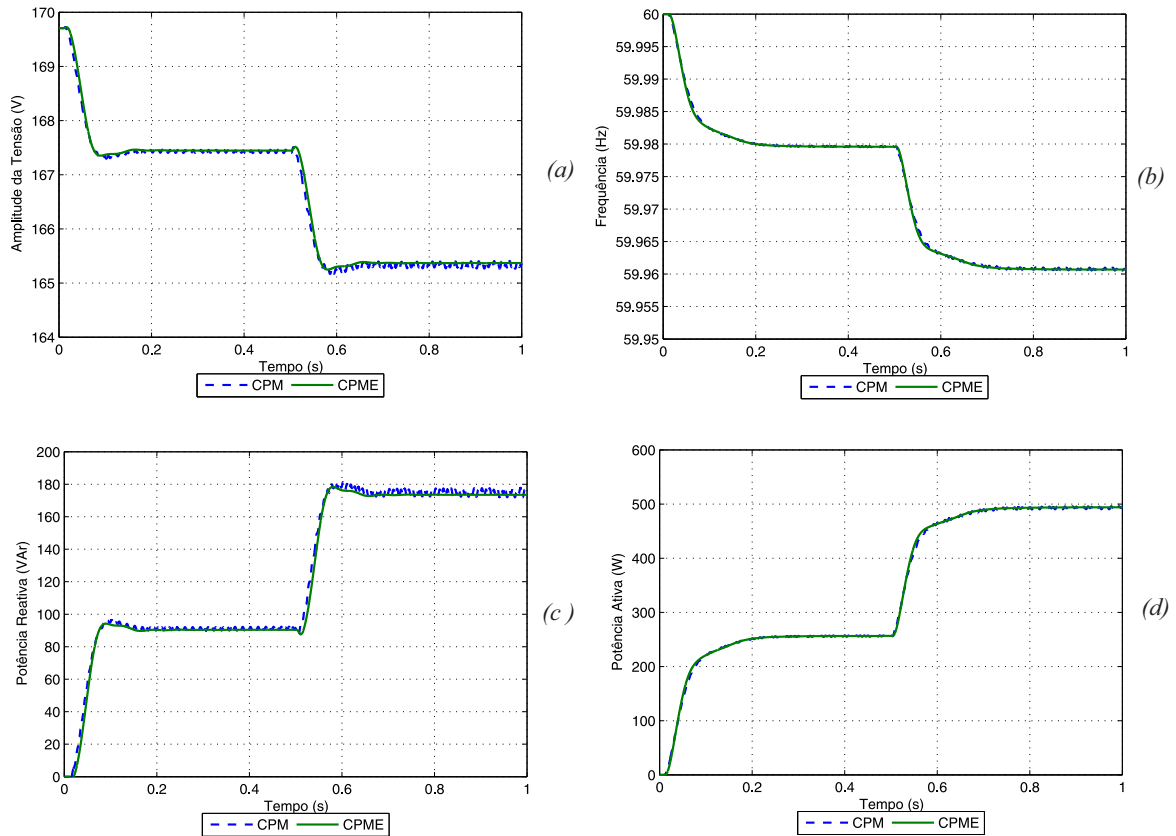 170
169
168
167
166
165
164
Amplitude da Tensão (V)
0 0.2 0.4 0.6 0.8 1
Tempo (s)
CPM CPME
(a)
60
59.995
59.99
59.985
59.98
59.975
59.97
59.965
59.96
59.955
59.95
Frequência (Hz)
0 0.2 0.4 0.6 0.8 1
Tempo (s)
CPM CPME
(b)
200
180
160
140
120
100
80
60
40
20
0
Potência Reativa (VAr)
0 0.2 0.4 0.6 0.8 1
Tempo (s)
CPM CPME
(c )
600
500
400
300
200
100
0
Potência Ativa (W)
0 0.2 0.4 0.6 0.8 1
Tempo (s)
CPM CPME
(d)